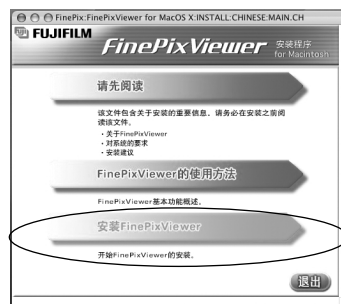 FinePix:FinePixViewer for MacOS X:INSTALL:CHINESE:MAIN.CH
FUJIFILM
FinePixViewer 安装程序
for Macintosh
请先阅读
该文件包含关于安装的重要信息，请务必在安装之前阅
读该文件。
・关于FinePixViewer
・对系统的要求
・安装建议
FinePixViewer的使用方法
FinePixViewer基本功能概述。
安装FinePixViewer
开始FinePixViewer的安装。
退出